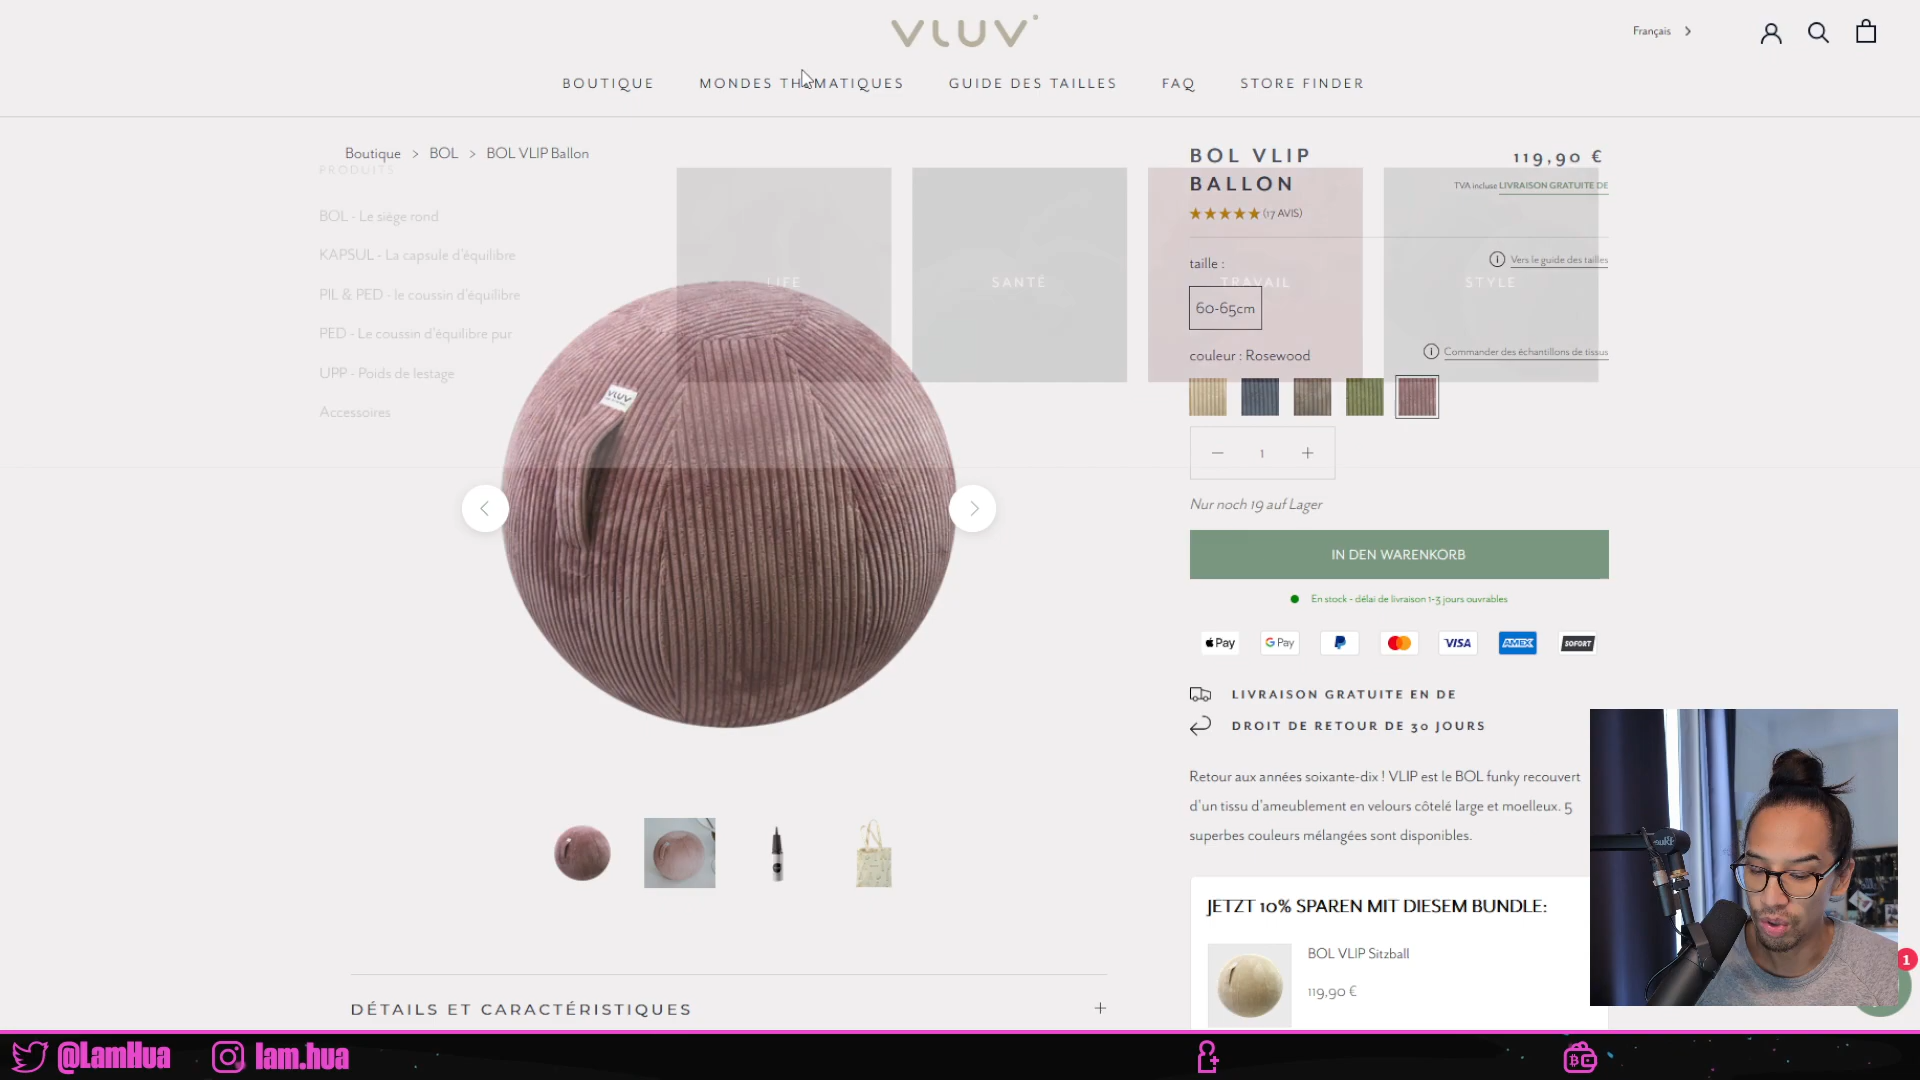 VLUV
Français
BOUTIQUE MONDES THÉMATIQUES GUIDE DES TAILLES FAQ STORE FINDER
Boutique > BOL > BOL VLIP Ballon
PRODUITS
BOL - Le siège rond
KAPSUL - La capsule d'équilibre
PIL & PED - le coussin d'équilibre
PED - Le coussin d'équilibre pur
UPP - Poids de lestage
Accessoires
LIFE
SANTÉ
TRAVAIL
STYLE
VLUV
BOL VLIP
BALLON
119,90 €
TVA incluse LIVRAISON GRATUITE DE
(17 AVIS)
taille :
Vers le guide des tailles
60-65cm
couleur : Rosewood
Commander des échantillons de tissus
1
Nur noch 19 auf Lager
IN DEN WARENKORB
En stock - délai de livraison 1-3 jours ouvrables
Pay G Pay VISA AMEX SOFORT
LIVRAISON GRATUITE EN DE
DROIT DE RETOUR DE 30 JOURS
Retour aux années soixante-dix ! VLIP est le BOL funky recouvert
d'un tissu d'ameublement en velours côtelé large et moelleux. 5
superbes couleurs mélangées sont disponibles.
JETZT 10% SPAREN MIT DIESEM BUNDLE:
BOL VLIP Sitzball
119,90 €
DÉTAILS ET CARACTÉRISTIQUES
1
@LamHua lam.hua